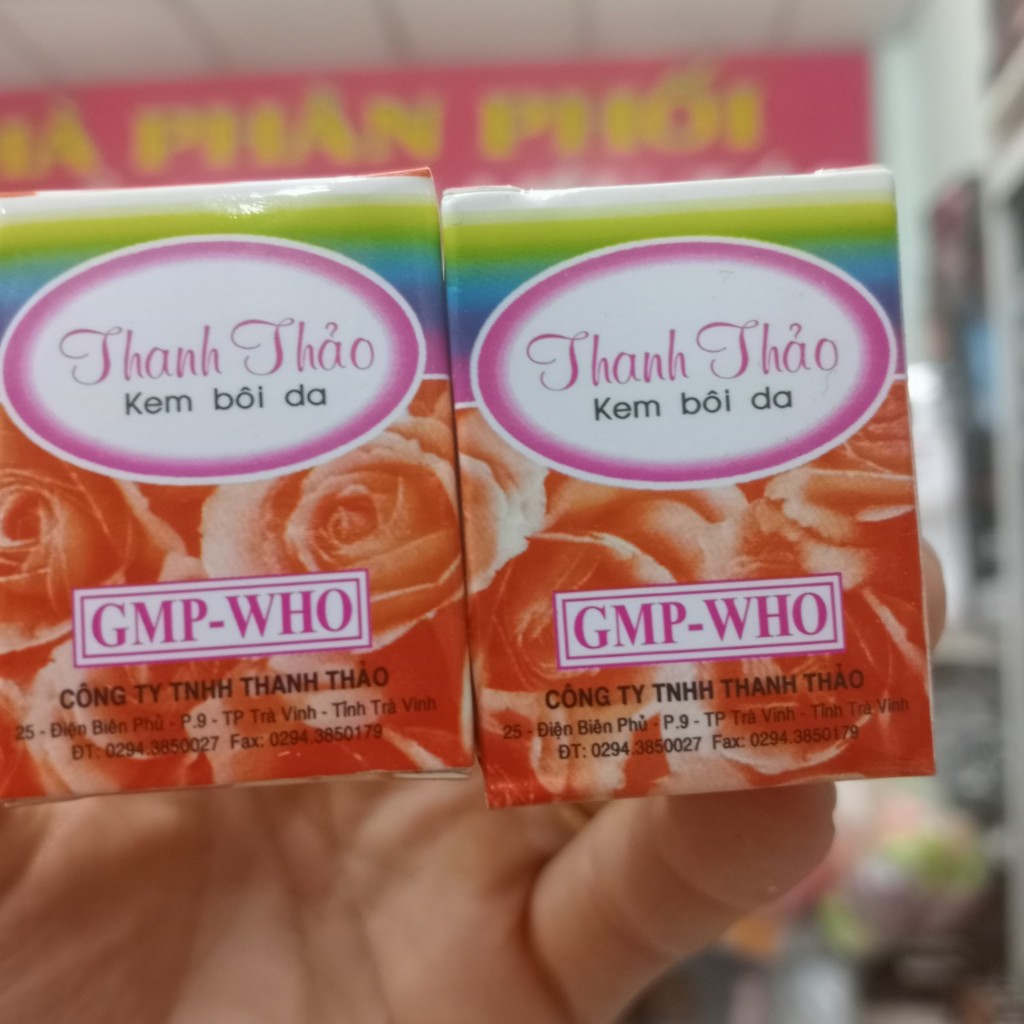 PHÂN PHỐI
Thanh Thảo
Kem bôi da
GMP-WHO
CÔNG TY TNHH THANH THẢO
25 - Điện Biên Phủ - P.9 - TP Trà Vinh - Tỉnh Trà Vinh
ĐT: 0294.3850027 Fax: 0294.3850179
Thanh Thảo
Kem bôi da
GMP-WHO
CÔNG TY TNHH THANH THẢO
25 - Điện Biên Phủ - P.9 - TP Trà Vinh - Tỉnh Trà Vinh
ĐT: 0294.3850027 Fax: 0294.3850179